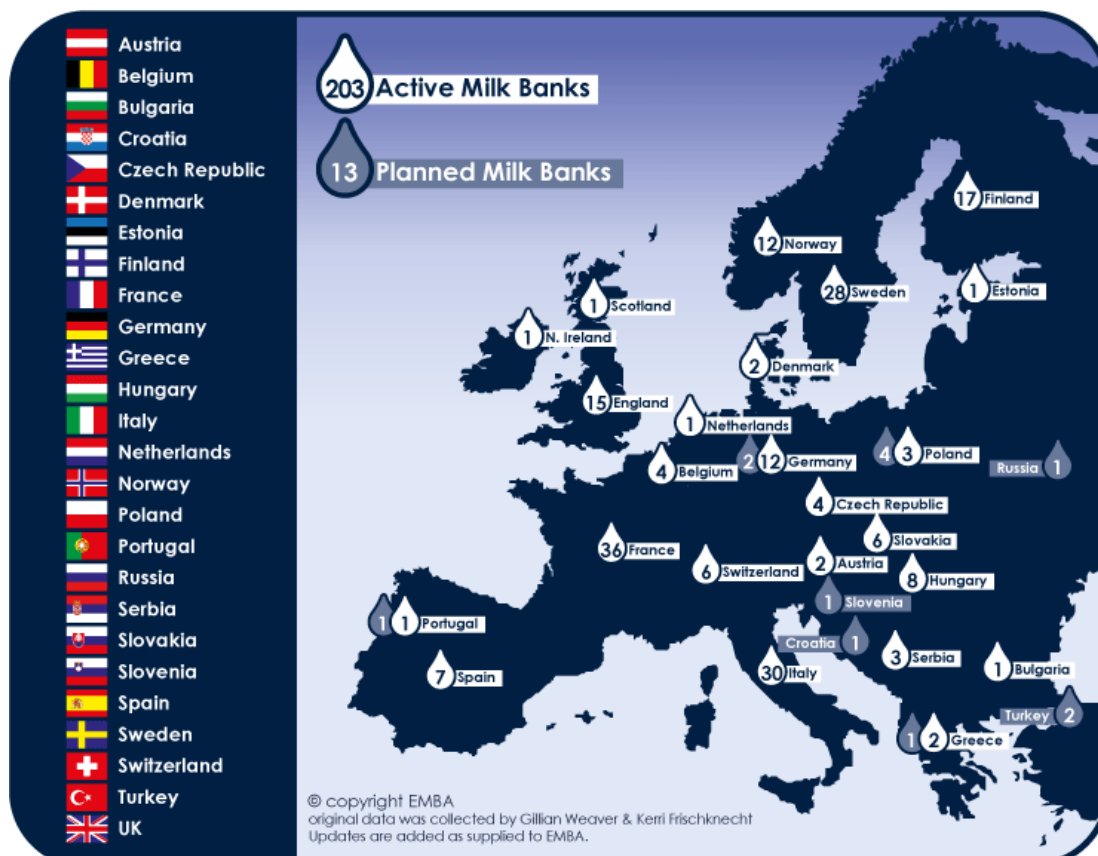 Austria
Belgium
Bulgaria
Croatia
Czech Republic
Denmark
Estonia
Finland
France
Germany
Greece
Hungary
Italy
Netherlands
Norway
Poland
Portugal
Russia
Serbia
Slovakia
Slovenia
Spain
Sweden
Switzerland
Turkey
UK
203 Active Milk Banks
13 Planned Milk Banks
17 Finland
12 Norway
28 Sweden
1 Estonia
1 Scotland
1 N. Ireland
2 Denmark
15 England
1 Netherlands
4 Belgium
2 12 Germany
4 3 Poland
Russia 1
4 Czech Republic
6 Slovakia
36 France
6 Switzerland
2 Austria
8 Hungary
1 Slovenia
1 1 Portugal
Croatia 1
3 Serbia
7 Spain
30 Italy
1 Bulgaria
Turkey 2
1 2 Greece
© copyright EMBA
original data was collected by Gillian Weaver & Kerri Frischknecht
Updates are added as supplied to EMBA.